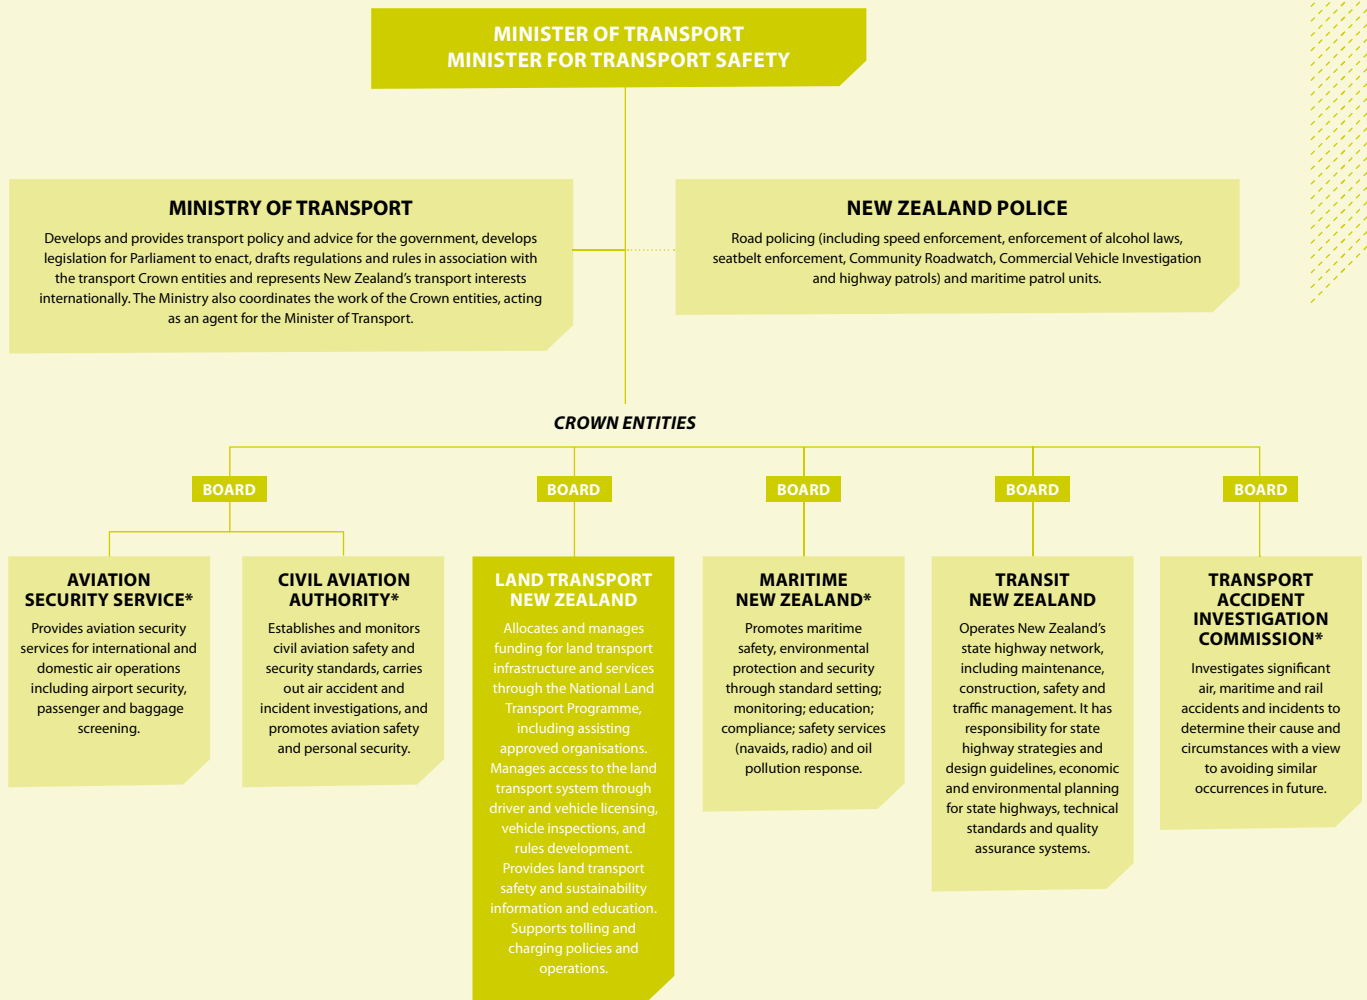 MINISTER OF TRANSPORT
MINISTER FOR TRANSPORT SAFETY
MINISTRY OF TRANSPORT
Develops and provides transport policy and advice for the government, develops
legislation for Parliament to enact, drafts regulations and rules in association with
the transport Crown entities and represents New Zealand's transport interests
internationally. The Ministry also coordinates the work of the Crown entities, acting
as an agent for the Minister of Transport.
NEW ZEALAND POLICE
Road policing (including speed enforcement, enforcement of alcohol laws,
seatbelt enforcement, Community Roadwatch, Commercial Vehicle Investigation
and highway patrols) and maritime patrol units.
CROWN ENTITIES
BOARD
BOARD
BOARD
BOARD
BOARD
AVIATION
SECURITY SERVICE*
Provides aviation security
services for international and
domestic air operations
including airport security,
passenger and baggage
screening.
CIVIL AVIATION
AUTHORITY*
Establishes and monitors
civil aviation safety and
security standards, carries
out air accident and
incident investigations, and
promotes aviation safety
and personal security.
LAND TRANSPORT
NEW ZEALAND
Allocates and manages
funding for land transport
infrastructure and services
through the National Land
Transport Programme,
including assisting
approved organisations.
Manages access to the land
transport system through
driver and vehicle licensing,
vehicle inspections, and
rules development.
Provides land transport
safety and sustainability
information and education.
Supports tolling and
charging policies and
operations.
MARITIME
NEW ZEALAND*
Promotes maritime
safety, environmental
protection and security
through standard setting;
monitoring; education;
compliance; safety services
(navaids, radio) and oil
pollution response.
TRANSIT
NEW ZEALAND
Operates New Zealand's
state highway network,
including maintenance,
construction, safety and
traffic management. It has
responsibility for state
highway strategies and
design guidelines, economic
and environmental planning
for state highways, technical
standards and quality
assurance systems.
TRANSPORT
ACCIDENT
INVESTIGATION
COMMISSION*
Investigates significant
air, maritime and rail
accidents and incidents to
determine their cause and
circumstances with a view
to avoiding similar
occurrences in future.